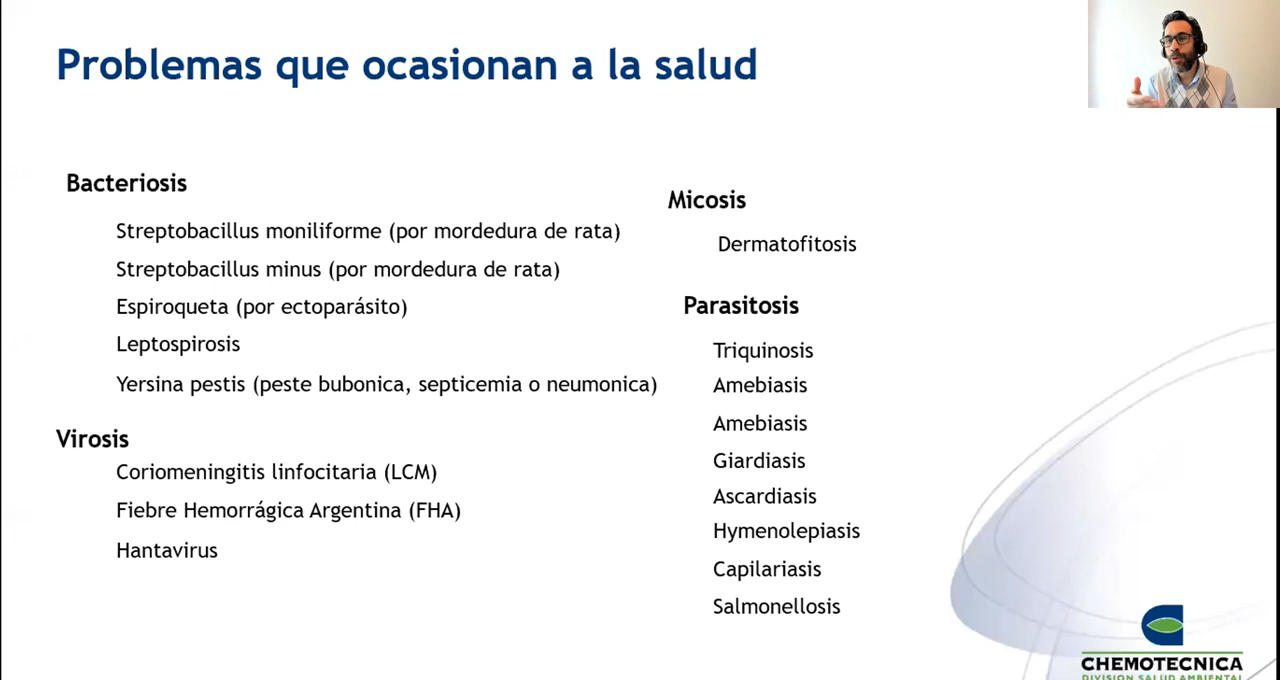 Problemas que ocasionan a la salud
Bacteriosis
Streptobacillus moniliforme (por mordedura de rata)
Streptobacillus minus (por mordedura de rata)
Espiroqueta (por ectoparásito)
Leptospirosis
Yersina pestis (peste bubonica, septicemia o neumonica)
Virosis
Coriomeningitis linfocitaria (LCM)
Fiebre Hemorrágica Argentina (FHA)
Hantavirus
Micosis
Dermatofitosis
Parasitosis
Triquinosis
Amebiasis
Amebiasis
Giardiasis
Ascardiasis
Hymenolepiasis
Capilariasis
Salmonellosis
CHEMOTECNICA
DIVISION SALUD AMBIENTAL